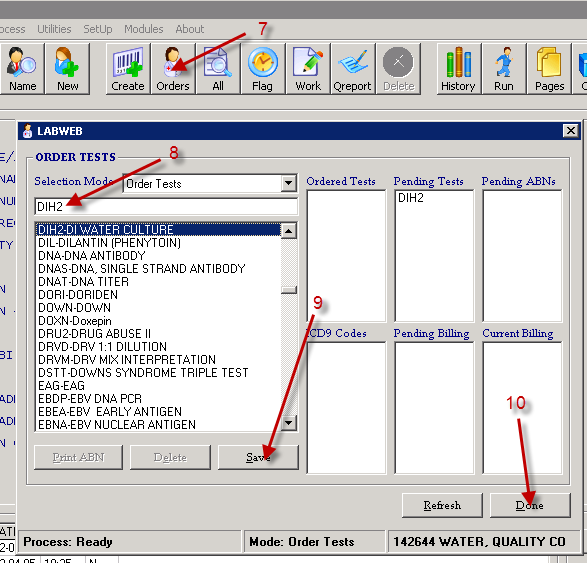 ocess Utilities SetUp Modules About
7
Name New Create Orders All Flag Work Qreport Delete History Run Pages
LABWEB
ORDER TESTS
8
Selection Mode Order Tests
Ordered Tests Pending Tests Pending ABNs
DIH2
DIH2
DIH2-DI WATER CULTURE
DIL-DILANTIN (PHENYTOIN)
DNA-DNA ANTIBODY
DNAS-DNA, SINGLE STRAND ANTIBODY
DNAT-DNA TITER
DORI-DORIDEN
DOWN-DOWN
DOXN-Doxepin
DRU2-DRUG ABUSE II
DRVD-DRV 1:1 DILUTION
DRVM-DRV MIX INTERPRETATION
DSTT-DOWNS SYNDROME TRIPLE TEST
EAG-EAG
EBDP-EBV DNA PCR
EBEA-EBV EARLY ANTIGEN
EBNA-EBV NUCLEAR ANTIGEN
9
ICD9 Codes Pending Billing Current Billing
10
Print ABN Delete Save
Refresh Done
Process: Ready Mode: Order Tests 142644 WATER, QUALITY CO